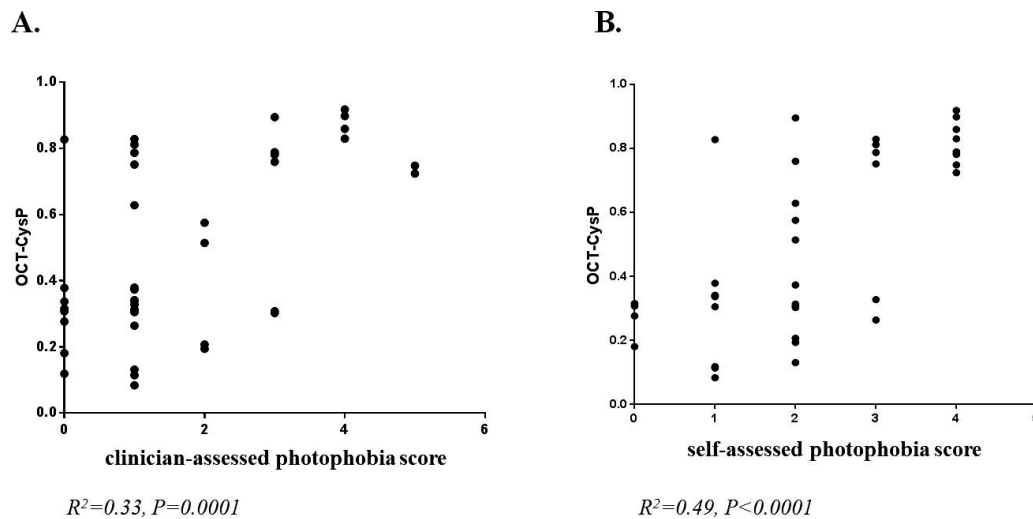 A.
B.
1.0
0.8
0.6
0.4
0.2
0.0
OCT-CysP
0 2 4 6
clinician-assessed photophobia score
R²=0.33, P=0.0001
1.0
0.8
0.6
0.4
0.2
0.0
OCT-CysP
0 1 2 3 4
self-assessed photophobia score
R²=0.49, P<0.0001